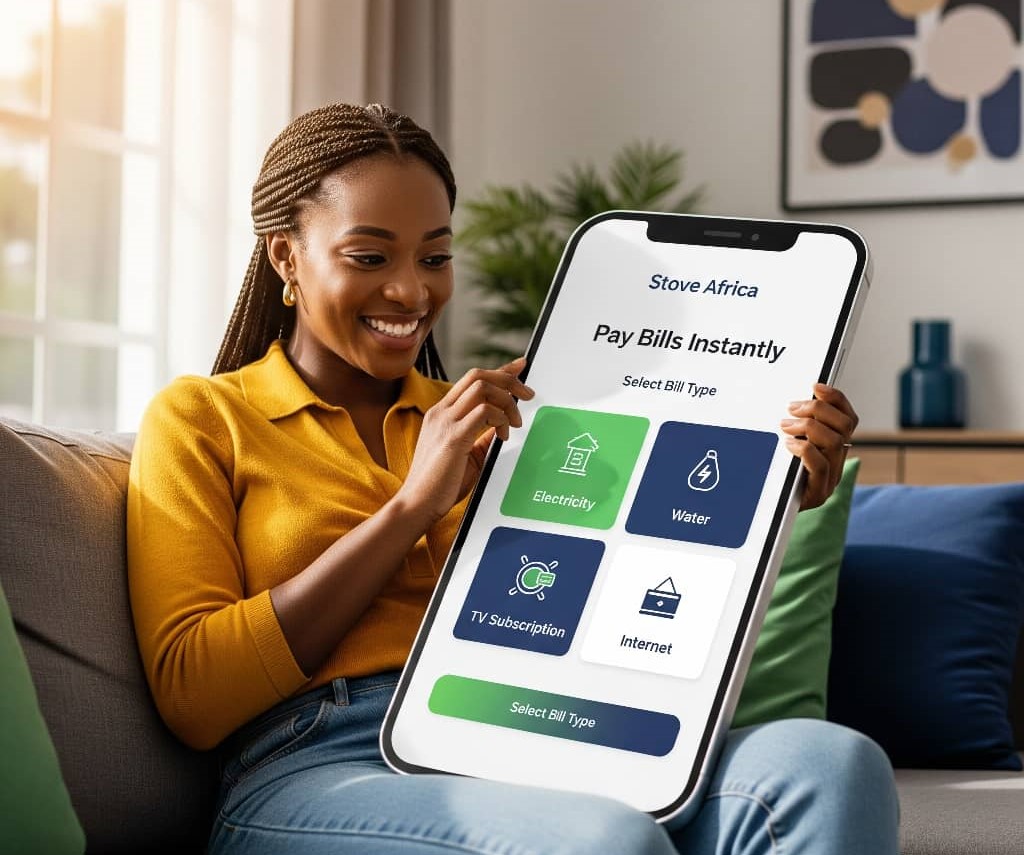 Stove Africa
Pay Bills Instantly
Select Bill Type
Electricity
Water
TV Subscription
Internet
Select Bill Type